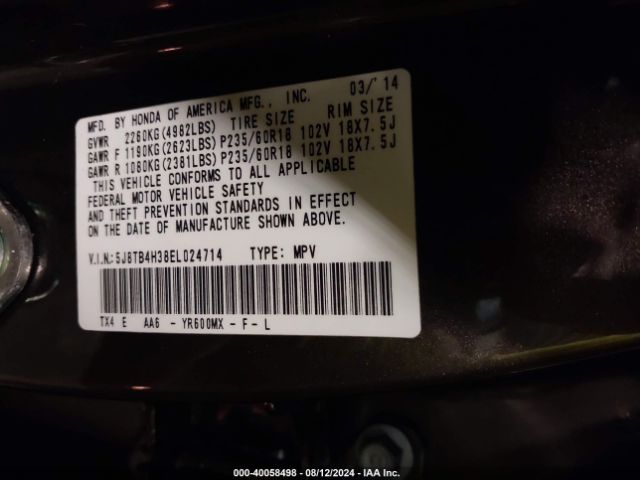 MFD. BY HONDA OF AMERICA MFG., INC. 03/'14
GVWR 2260KG(4982LBS) TIRE SIZE RIM SIZE
GAWR F 1190KG(2623LBS) P235/60R18 102V 18X7.5J
GAWR R 1080KG(2381LBS) P235/60R18 102V 18X7.5J
THIS VEHICLE CONFORMS TO ALL APPLICABLE
FEDERAL MOTOR VEHICLE SAFETY
AND THEFT PREVENTION STANDARDS IN EFFECT
ON THE DATE OF MANUFACTURE SHOWN ABOVE.
V.I.N.: 5J8TB4H38EL024714 TYPE: MPV
TX4 E AA6 - YR600MX - F - L
000-40058498 - 08/12/2024 - IAA Inc.